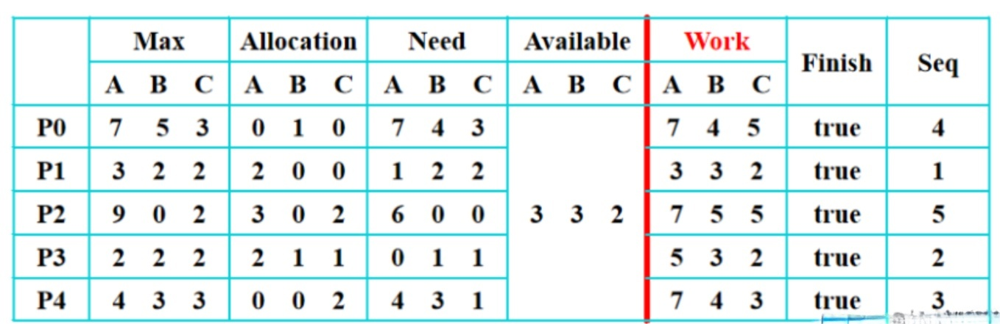 Max Allocation Need Available Work Finish Seq
A B C A B C A B C A B C A B C
P0 7 5 3 0 1 0 7 4 3 7 4 5 true 4
P1 3 2 2 2 0 0 1 2 2 3 3 2 true 1
P2 9 0 2 3 0 2 6 0 0 3 3 2 7 5 5 true 5
P3 2 2 2 2 1 1 0 1 1 5 3 2 true 2
P4 4 3 3 0 0 2 4 3 1 7 4 3 true 3